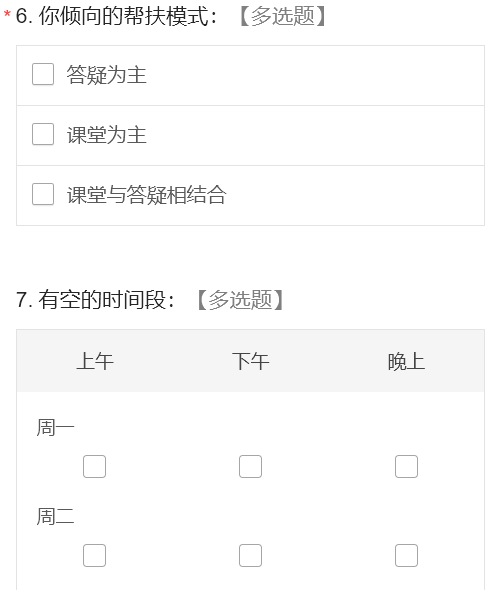 * 6. 你倾向的帮扶模式：【多选题】
答疑为主
课堂为主
课堂与答疑相结合
7. 有空的时间段：【多选题】
上午 下午 晚上
周一
周二